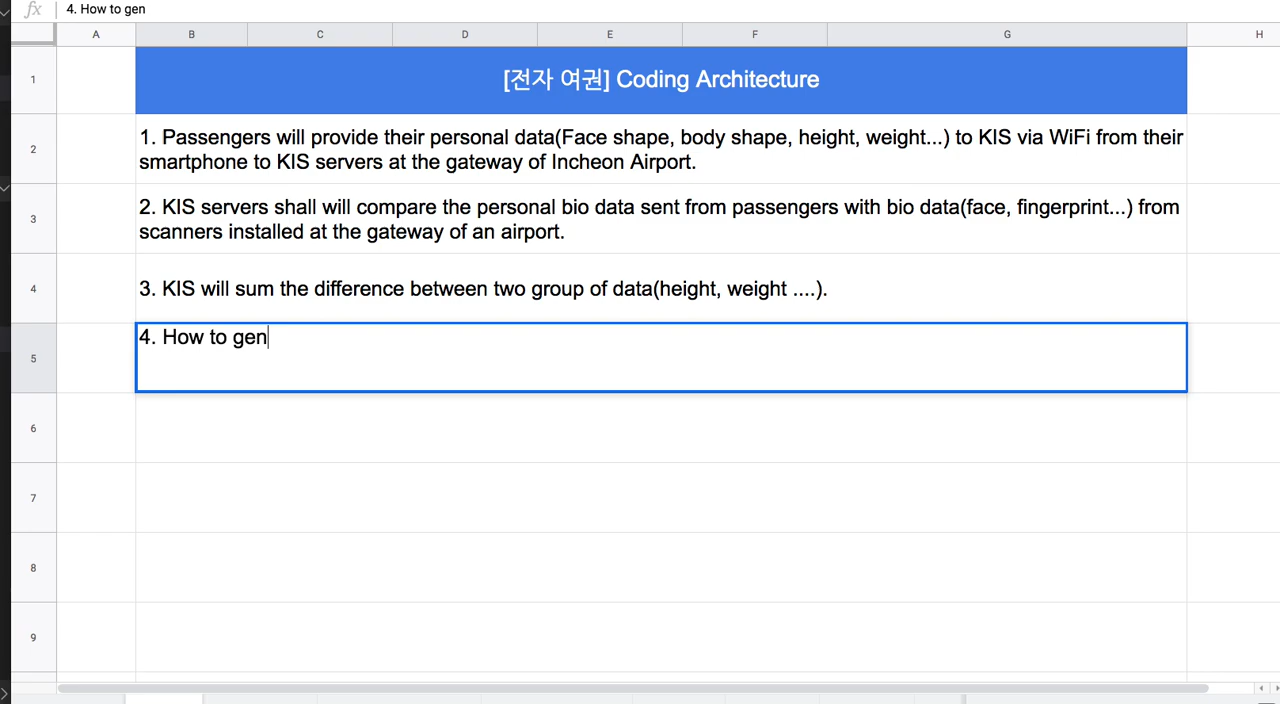 fx 4. How to gen
A B C D E F G H
1 [전자 여권] Coding Architecture
2 1. Passengers will provide their personal data(Face shape, body shape, height, weight...) to KIS via WiFi from their
smartphone to KIS servers at the gateway of Incheon Airport.
3 2. KIS servers shall will compare the personal bio data sent from passengers with bio data(face, fingerprint...) from
scanners installed at the gateway of an airport.
4 3. KIS will sum the difference between two group of data(height, weight ....).
5 4. How to gen
6
7
8
9